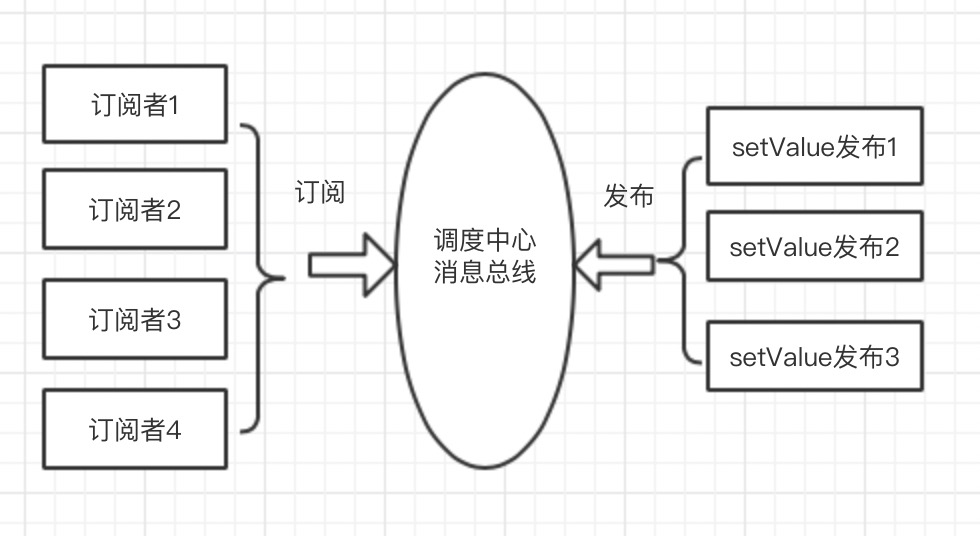 订阅者1
订阅者2
订阅者3
订阅者4
订阅
调度中心
消息总线
发布
setValue发布1
setValue发布2
setValue发布3